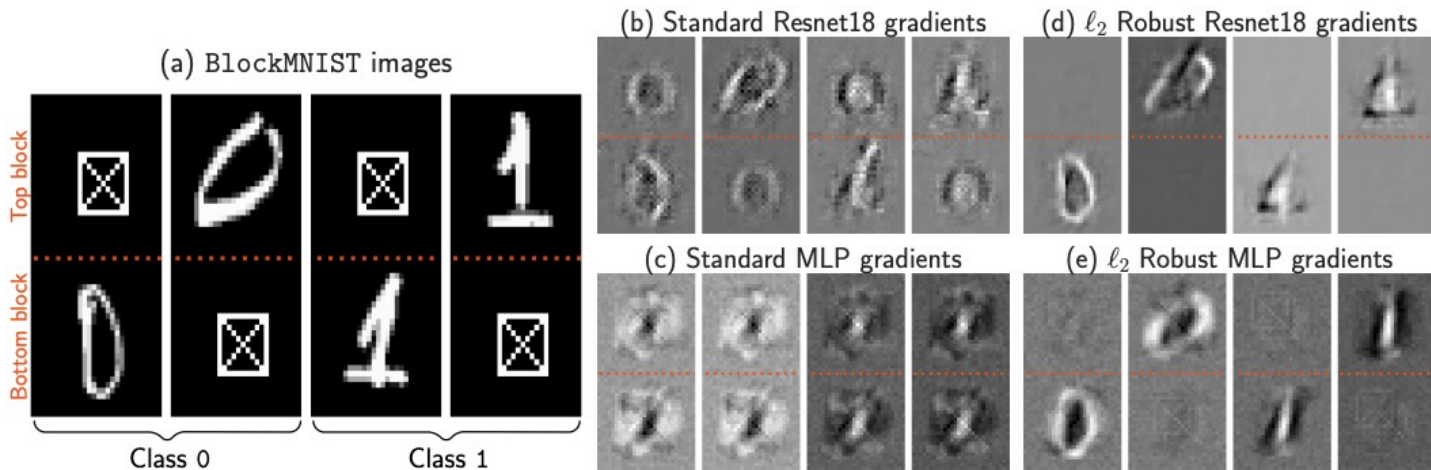 (a) BlockMNIST images
Top block
Bottom block
Class 0
Class 1
(b) Standard Resnet18 gradients
(c) Standard MLP gradients
(d) ℓ₂ Robust Resnet18 gradients
(e) ℓ₂ Robust MLP gradients